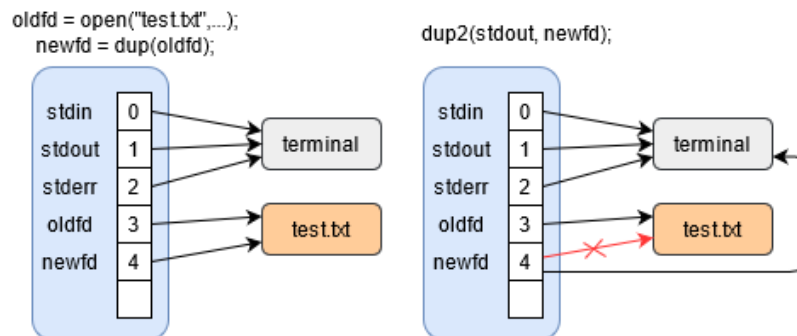 oldfd = open("test.txt",...);
newfd = dup(oldfd);
stdin 0
stdout 1
stderr 2
oldfd 3
newfd 4
terminal
test.txt
dup2(stdout, newfd);
stdin 0
stdout 1
stderr 2
oldfd 3
newfd 4
terminal
test.txt